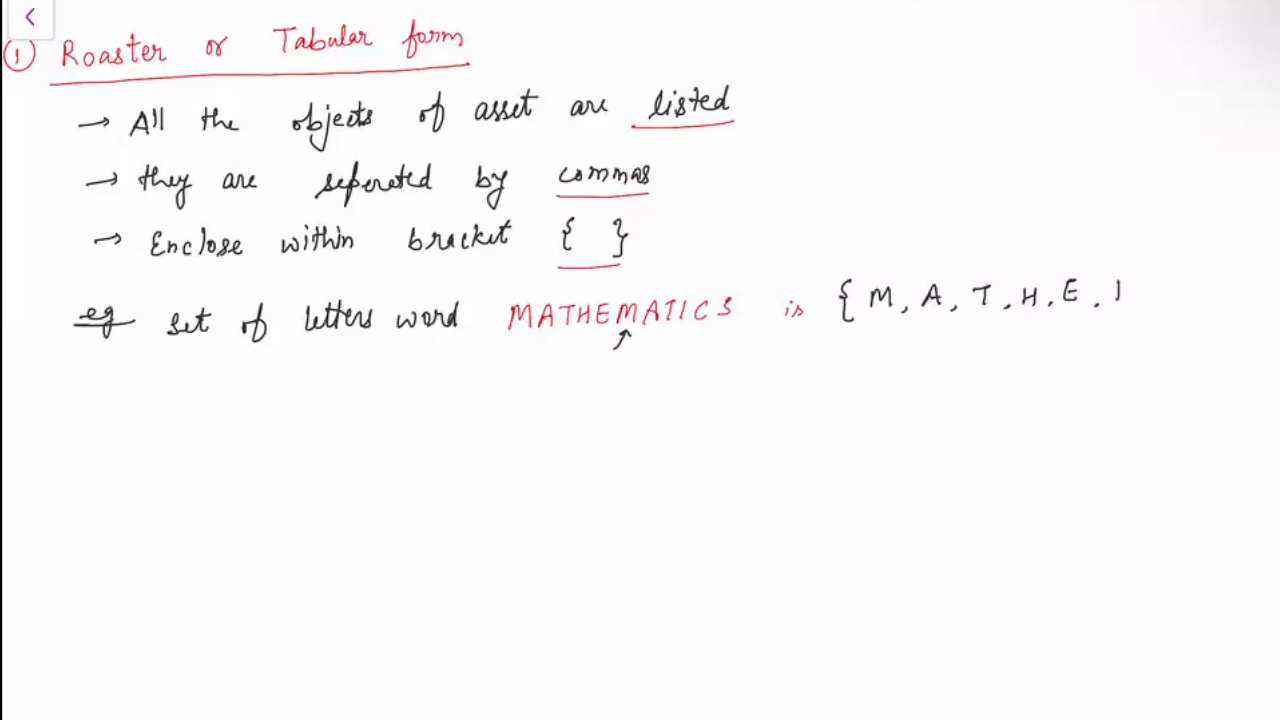 ① Roaster or Tabular form
→ All the objects of asset are listed
→ they are seperated by commas
→ Enclose within bracket { }
eg set of letters word MATHEMATICS is { M, A, T, H, E, I